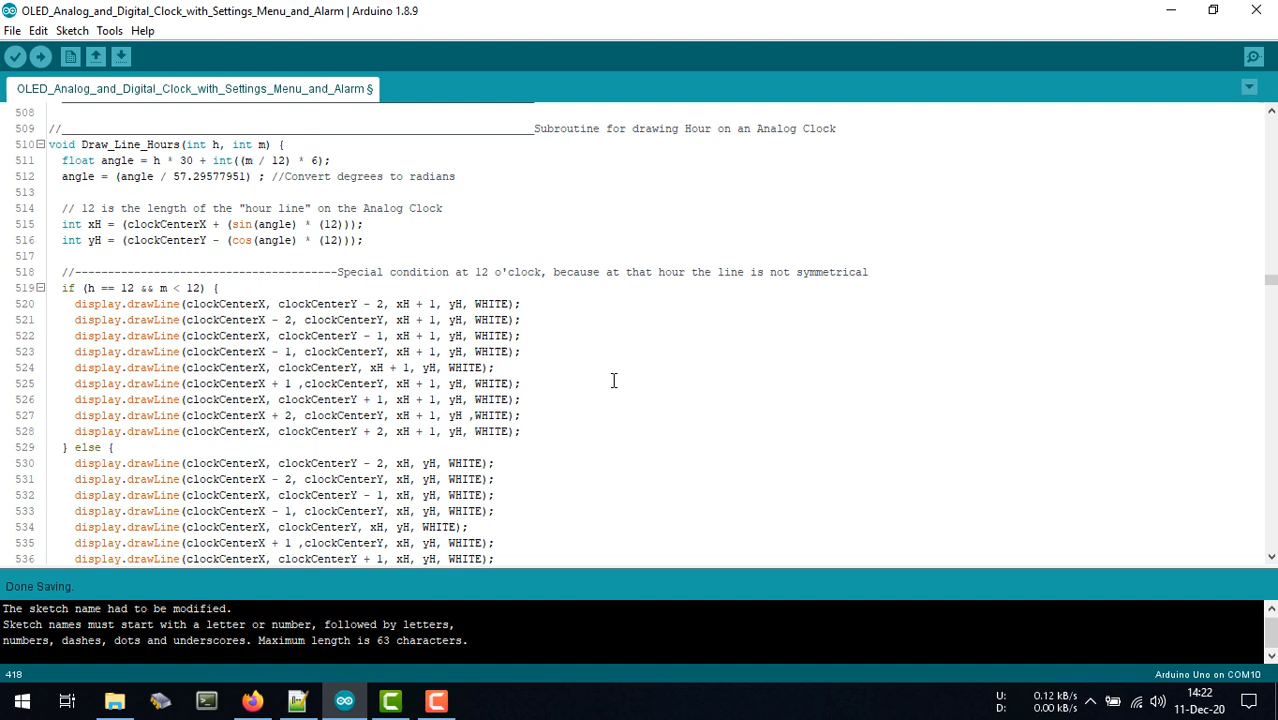 OLED_Analog_and_Digital_Clock_with_Settings_Menu_and_Alarm | Arduino 1.8.9
File Edit Sketch Tools Help
OLED_Analog_and_Digital_Clock_with_Settings_Menu_and_Alarm §
508
509 //________________________________________________________________________Subroutine for drawing Hour on an Analog Clock
510 void Draw_Line_Hours(int h, int m) {
511 float angle = h * 30 + int((m / 12) * 6);
512 angle = (angle / 57.29577951) ; //Convert degrees to radians
513
514 // 12 is the length of the "hour line" on the Analog Clock
515 int xH = (clockCenterX + (sin(angle) * (12)));
516 int yH = (clockCenterY - (cos(angle) * (12)));
517
518 //----------------------------------------Special condition at 12 o'clock, because at that hour the line is not symmetrical
519 if (h == 12 && m < 12) {
520 display.drawLine(clockCenterX, clockCenterY - 2, xH + 1, yH, WHITE);
521 display.drawLine(clockCenterX - 2, clockCenterY, xH + 1, yH, WHITE);
522 display.drawLine(clockCenterX, clockCenterY - 1, xH + 1, yH, WHITE);
523 display.drawLine(clockCenterX - 1, clockCenterY, xH + 1, yH, WHITE);
524 display.drawLine(clockCenterX, clockCenterY, xH + 1, yH, WHITE);
525 display.drawLine(clockCenterX + 1 ,clockCenterY, xH + 1, yH, WHITE);
526 display.drawLine(clockCenterX, clockCenterY + 1, xH + 1, yH, WHITE);
527 display.drawLine(clockCenterX + 2, clockCenterY, xH + 1, yH ,WHITE);
528 display.drawLine(clockCenterX, clockCenterY + 2, xH + 1, yH, WHITE);
529 } else {
530 display.drawLine(clockCenterX, clockCenterY - 2, xH, yH, WHITE);
531 display.drawLine(clockCenterX - 2, clockCenterY, xH, yH, WHITE);
532 display.drawLine(clockCenterX, clockCenterY - 1, xH, yH, WHITE);
533 display.drawLine(clockCenterX - 1, clockCenterY, xH, yH, WHITE);
534 display.drawLine(clockCenterX, clockCenterY, xH, yH, WHITE);
535 display.drawLine(clockCenterX + 1 ,clockCenterY, xH, yH, WHITE);
536 display.drawLine(clockCenterX, clockCenterY + 1, xH, yH, WHITE);
Done Saving.
The sketch name had to be modified.
Sketch names must start with a letter or number, followed by letters,
numbers, dashes, dots and underscores. Maximum length is 63 characters.
418 Arduino Uno on COM10
U: 0.12 kB/s 14:22
D: 0.00 kB/s 11-Dec-20